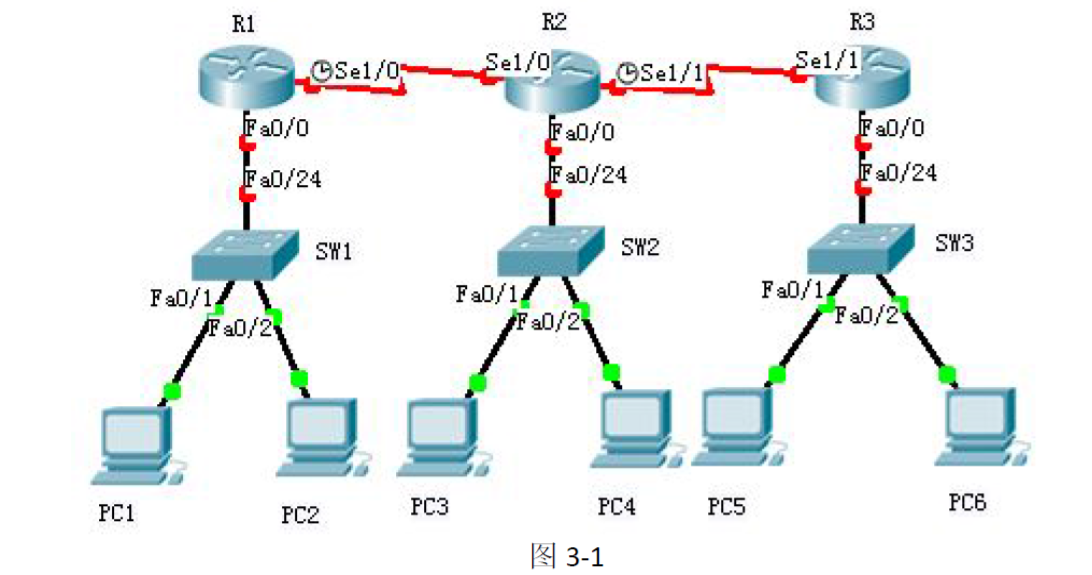 R1 R2 R3
Se1/0 Se1/0 Se1/1 Se1/1
Fa0/0 Fa0/0 Fa0/0
Fa0/24 Fa0/24 Fa0/24
SW1 SW2 SW3
Fa0/1 Fa0/1 Fa0/1
Fa0/2 Fa0/2 Fa0/2
PC1 PC2 PC3 PC4 PC5 PC6
图 3-1